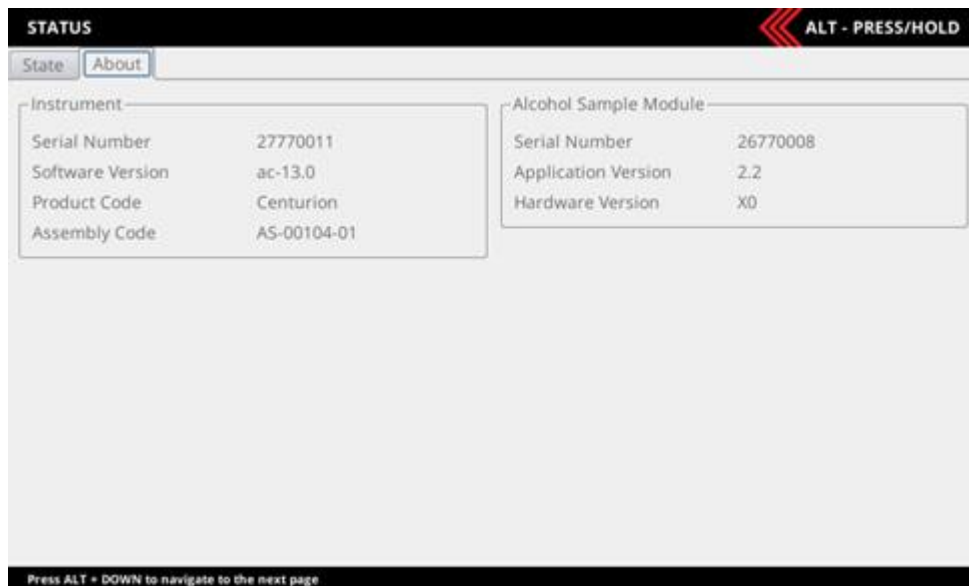 STATUS
ALT - PRESS/HOLD
State
About
Instrument
Serial Number 27770011
Software Version ac-13.0
Product Code Centurion
Assembly Code AS-00104-01
Alcohol Sample Module
Serial Number 26770008
Application Version 2.2
Hardware Version X0
Press ALT + DOWN to navigate to the next page